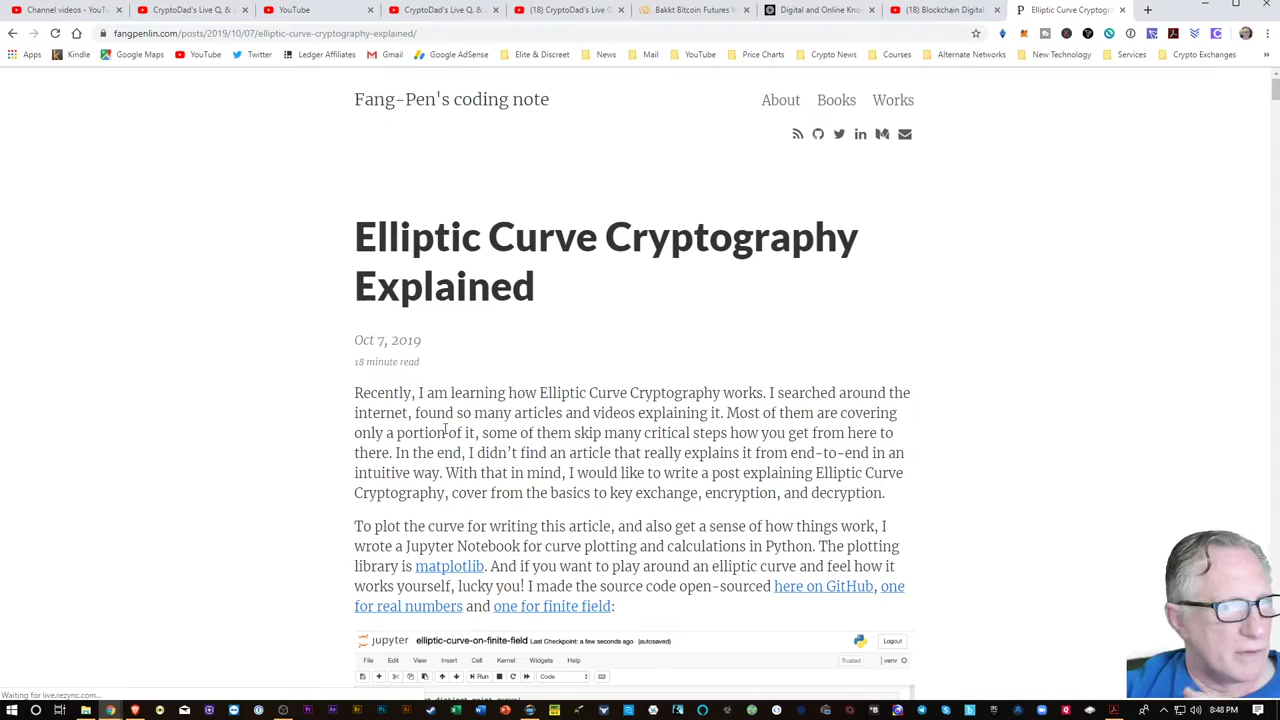 YouTube
CryptoDad's Live Q, &
YouTube
CryptoDad's Live Q, & a
(18) CryptoDad's Live Q
Bakkt Bitcoin Futures V
Digital and Online Kno
(18) Blockchain Digital
Elliptic Curve Cryptogra
fangpenlin.com/posts/2019/10/07/elliptic-curve-cryptography-explained/
Apps
Kindle
YouTube
Twitter
Ledger Affiliates
Gmail
Google Maps
Google AdSense
Elite & Discreet
News
Mail
YouTube
Price Charts
Crypto News
Courses
Alternate Networks
New Technology
Services
Crypto Exchanges
Fang-Pen's coding note
About Books Works
Elliptic Curve Cryptography
Explained
Oct 7, 2019
18 minute read
Recently, I am learning how Elliptic Curve Cryptography works. I searched around the
internet, found so many articles and videos explaining it. Most of them are covering
only a portion of it, some of them skip many critical steps how you get from here to
there. In the end, I didn't find an article that really explains it from end-to-end in an
intuitive way. With that in mind, I would like to write a post explaining Elliptic Curve
Cryptography, cover from the basics to key exchange, encryption, and decryption.
To plot the curve for writing this article, and also get a sense of how things work, I
wrote a Jupyter Notebook for curve plotting and calculations in Python. The plotting
library is matplotlib. And if you want to play around an elliptic curve and feel how it
works yourself, lucky you! I made the source code open-sourced here on GitHub, one
for real numbers and one for finite field:
jupyter elliptic-curve-on-finite-field Last Checkpoint: a few seconds ago (autosaved)
Logout
File Edit View Insert Cell Kernel Widgets Help
Trusted
venv
Run
Code
Waiting for live.rezync.com...
8:48 PM